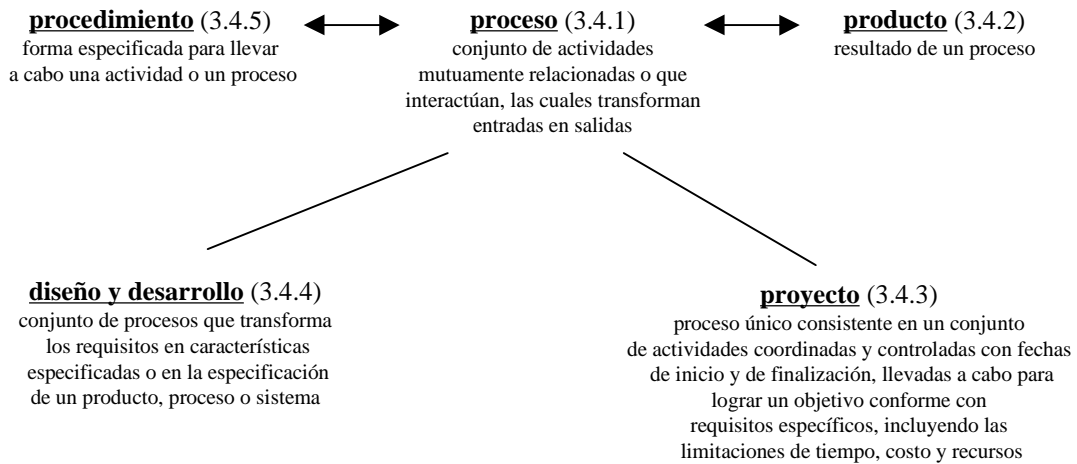 procedimiento (3.4.5)
forma especificada para llevar
a cabo una actividad o un proceso
proceso (3.4.1)
conjunto de actividades
mutuamente relacionadas o que
interactúan, las cuales transforman
entradas en salidas
producto (3.4.2)
resultado de un proceso
diseño y desarrollo (3.4.4)
conjunto de procesos que transforma
los requisitos en características
especificadas o en la especificación
de un producto, proceso o sistema
proyecto (3.4.3)
proceso único consistente en un conjunto
de actividades coordinadas y controladas con fechas
de inicio y de finalización, llevadas a cabo para
lograr un objetivo conforme con
requisitos específicos, incluyendo las
limitaciones de tiempo, costo y recursos